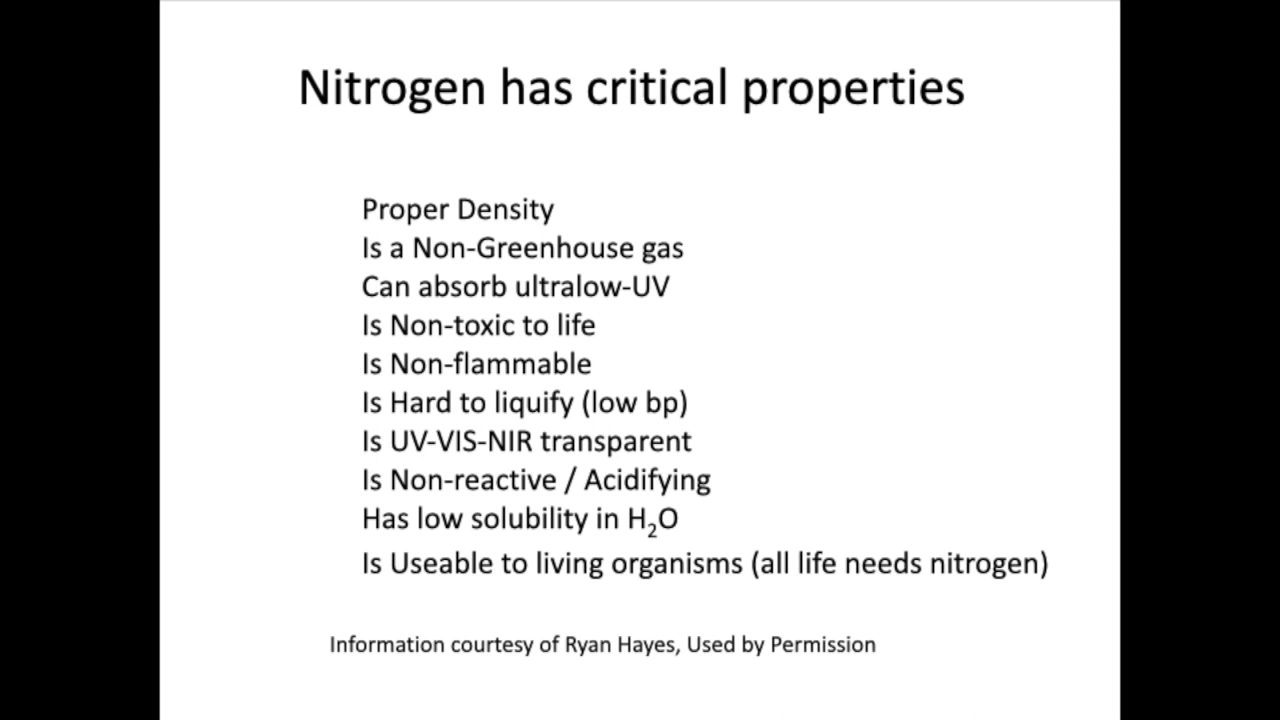 Nitrogen has critical properties
Proper Density
Is a Non-Greenhouse gas
Can absorb ultralow-UV
Is Non-toxic to life
Is Non-flammable
Is Hard to liquify (low bp)
Is UV-VIS-NIR transparent
Is Non-reactive / Acidifying
Has low solubility in H₂O
Is Useable to living organisms (all life needs nitrogen)
Information courtesy of Ryan Hayes, Used by Permission